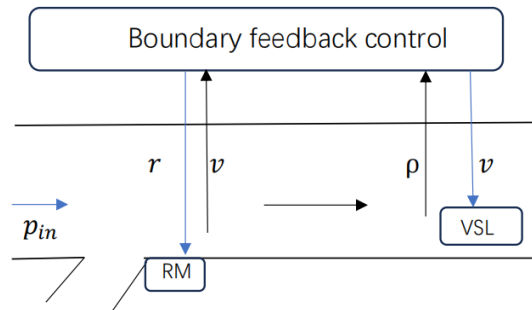 Boundary feedback control
r
v
ρ
v
p_in
VSL
RM